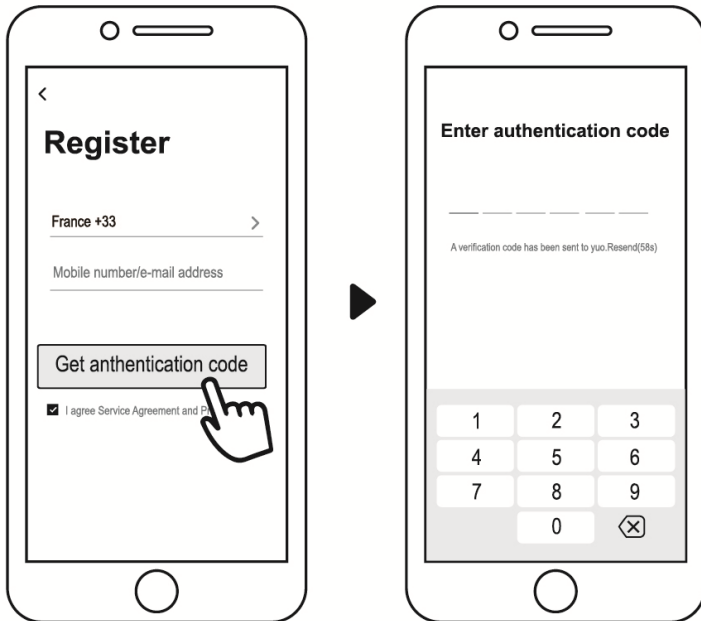 Register
France +33
Mobile number/e-mail address
Get anthentication code
I agree Service Agreement and
Enter authentication code
A verification code has been sent to yuo.Resend(58s)
1 2 3
4 5 6
7 8 9
0